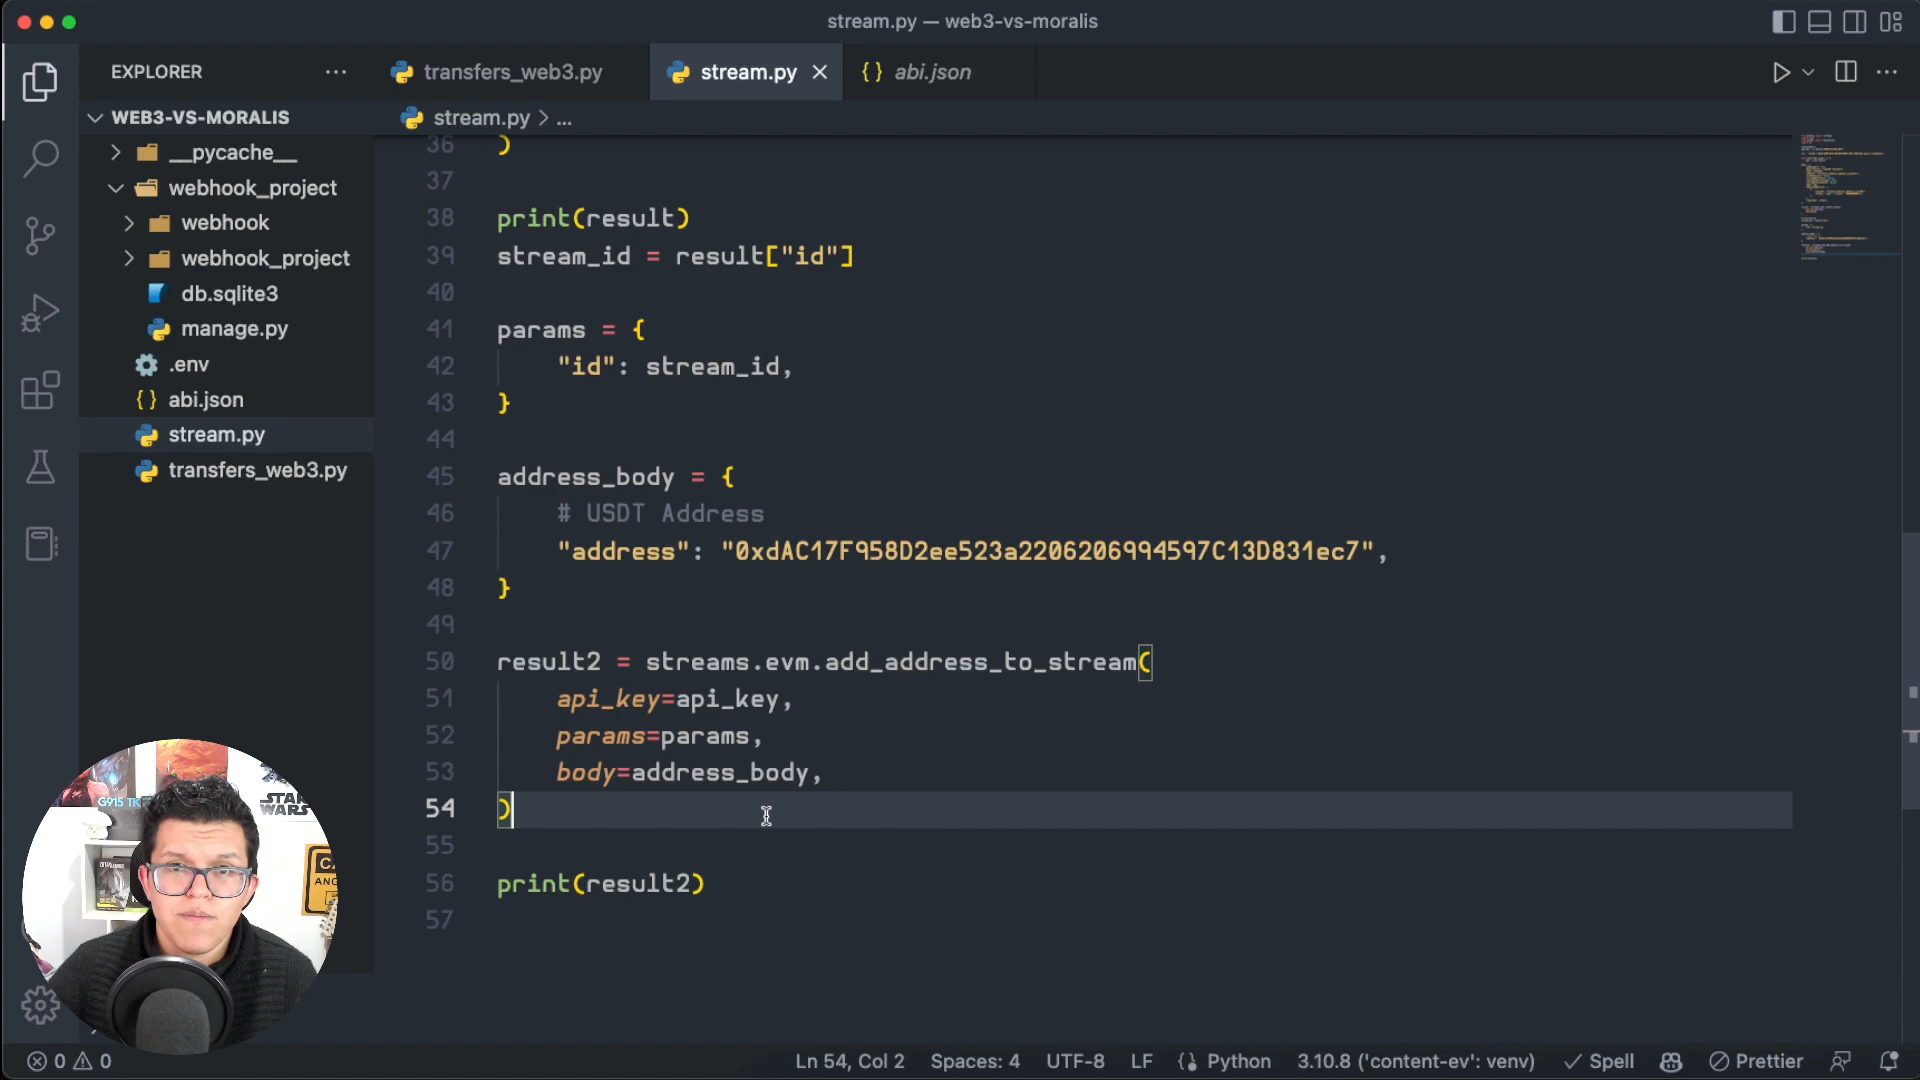 stream.py — web3-vs-moralis
EXPLORER
transfers_web3.py
stream.py
abi.json
WEB3-VS-MORALIS
stream.py > ...
__pycache__
webhook_project
webhook
webhook_project
db.sqlite3
manage.py
.env
abi.json
stream.py
transfers_web3.py
36 )
37
38 print(result)
39 stream_id = result["id"]
40
41 params = {
42 "id": stream_id,
43 }
44
45 address_body = {
46 # USDT Address
47 "address": "0xdAC17F958D2ee523a2206206994597C13D831ec7",
48 }
49
50 result2 = streams.evm.add_address_to_stream(
51 api_key=api_key,
52 params=params,
53 body=address_body,
54 )
55
56 print(result2)
57
G915 TK
STAR
WARS
0 0
Ln 54, Col 2 Spaces: 4 UTF-8 LF Python 3.10.8 ('content-ev': venv) Spell Prettier